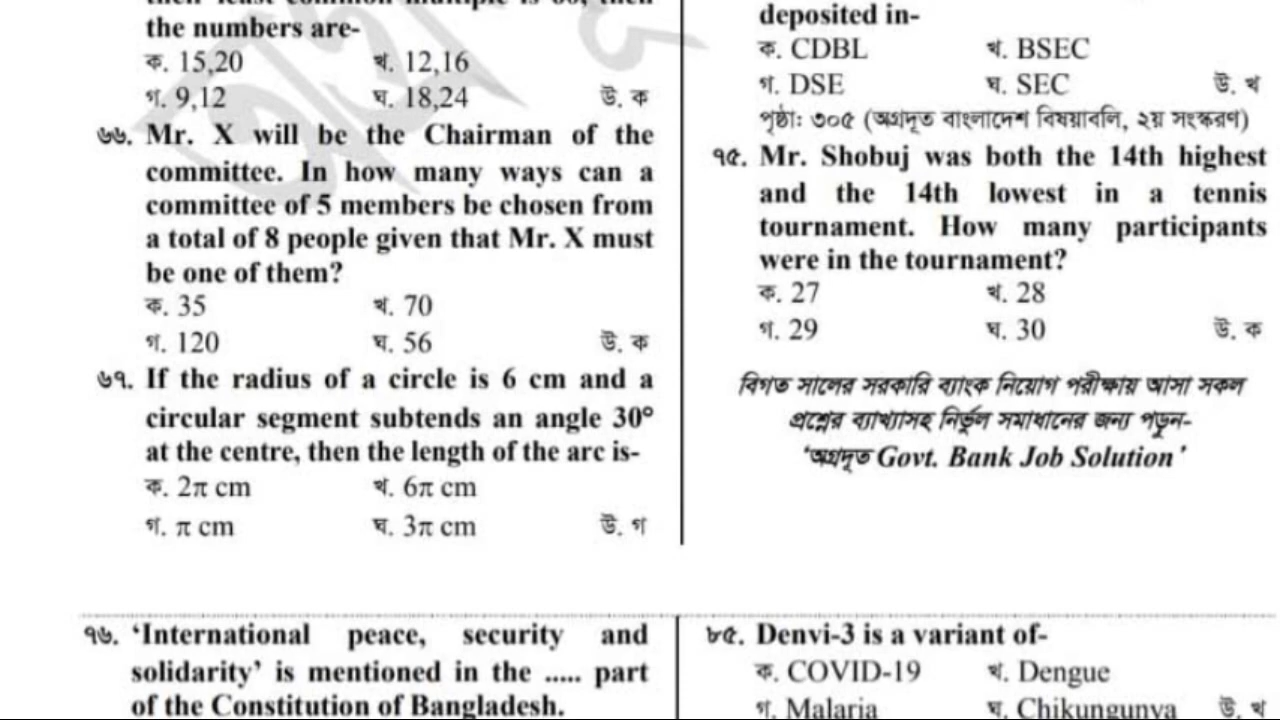 the numbers are-
ক. 15,20 খ. 12,16
গ. 9,12 ঘ. 18,24 উ. ক
৬৬. Mr. X will be the Chairman of the
committee. In how many ways can a
committee of 5 members be chosen from
a total of 8 people given that Mr. X must
be one of them?
ক. 35 খ. 70
গ. 120 ঘ. 56 উ. ক
৬৭. If the radius of a circle is 6 cm and a
circular segment subtends an angle 30°
at the centre, then the length of the arc is-
ক. 2π cm খ. 6π cm
গ. π cm ঘ. 3π cm উ. গ
deposited in-
ক. CDBL খ. BSEC
গ. DSE ঘ. SEC উ. খ
পৃষ্ঠা: ৩০৫ (অগ্রদূত বাংলাদেশ বিষয়াবলি, ২য় সংস্করণ)
৭৫. Mr. Shobuj was both the 14th highest
and the 14th lowest in a tennis
tournament. How many participants
were in the tournament?
ক. 27 খ. 28
গ. 29 ঘ. 30 উ. ক
বিগত সালের সরকারি ব্যাংক নিয়োগ পরীক্ষায় আসা সকল
প্রশ্নের ব্যাখ্যাসহ নির্ভুল সমাধানের জন্য পড়ুন-
‘অগ্রদূত Govt. Bank Job Solution’
৭৬. ‘International peace, security and
solidarity’ is mentioned in the ..... part
of the Constitution of Bangladesh.
৮৫. Denvi-3 is a variant of-
ক. COVID-19 খ. Dengue
গ. Malaria ঘ. Chikungunya উ. খ